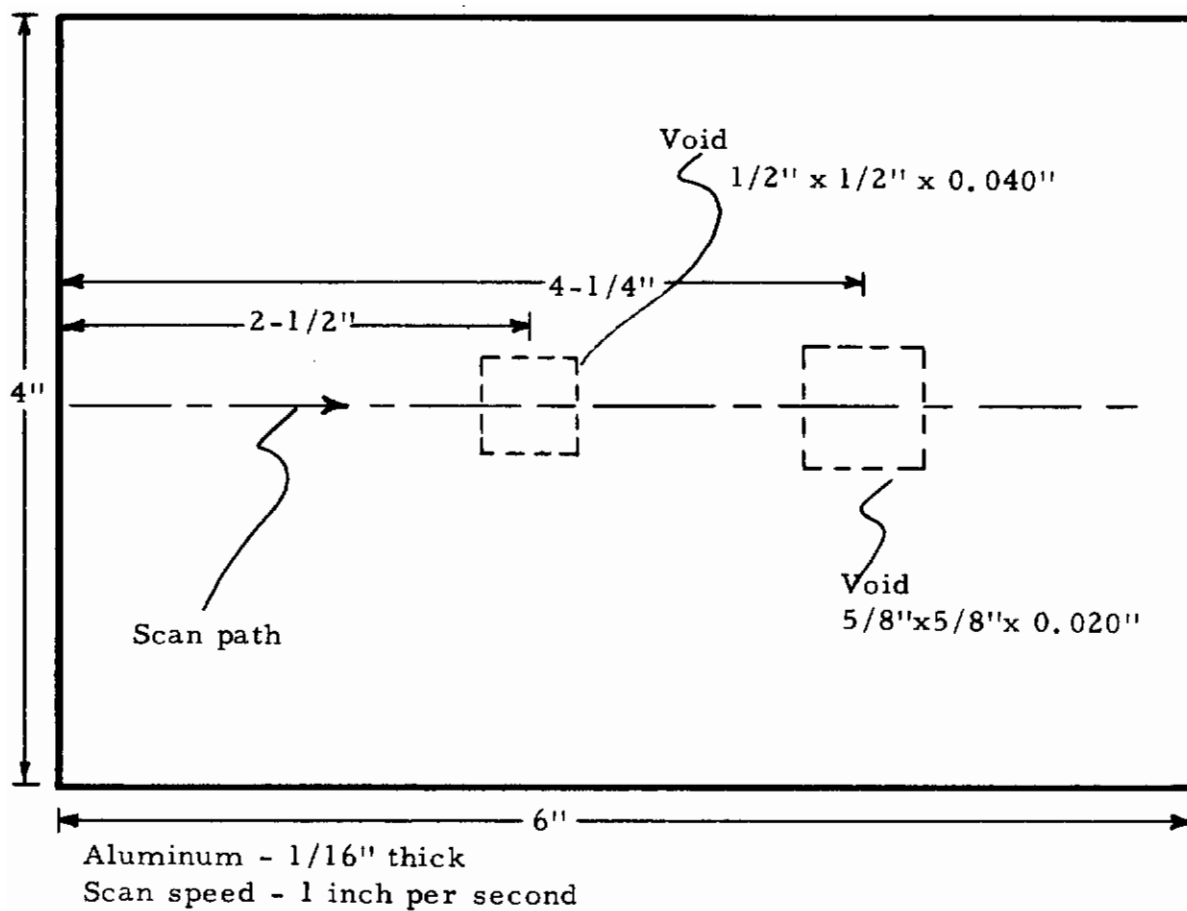 Void
1/2" x 1/2" x 0.040"
4-1/4"
2-1/2"
4"
Void
5/8"x5/8"x 0.020"
Scan path
6"
Aluminum - 1/16" thick
Scan speed - 1 inch per second